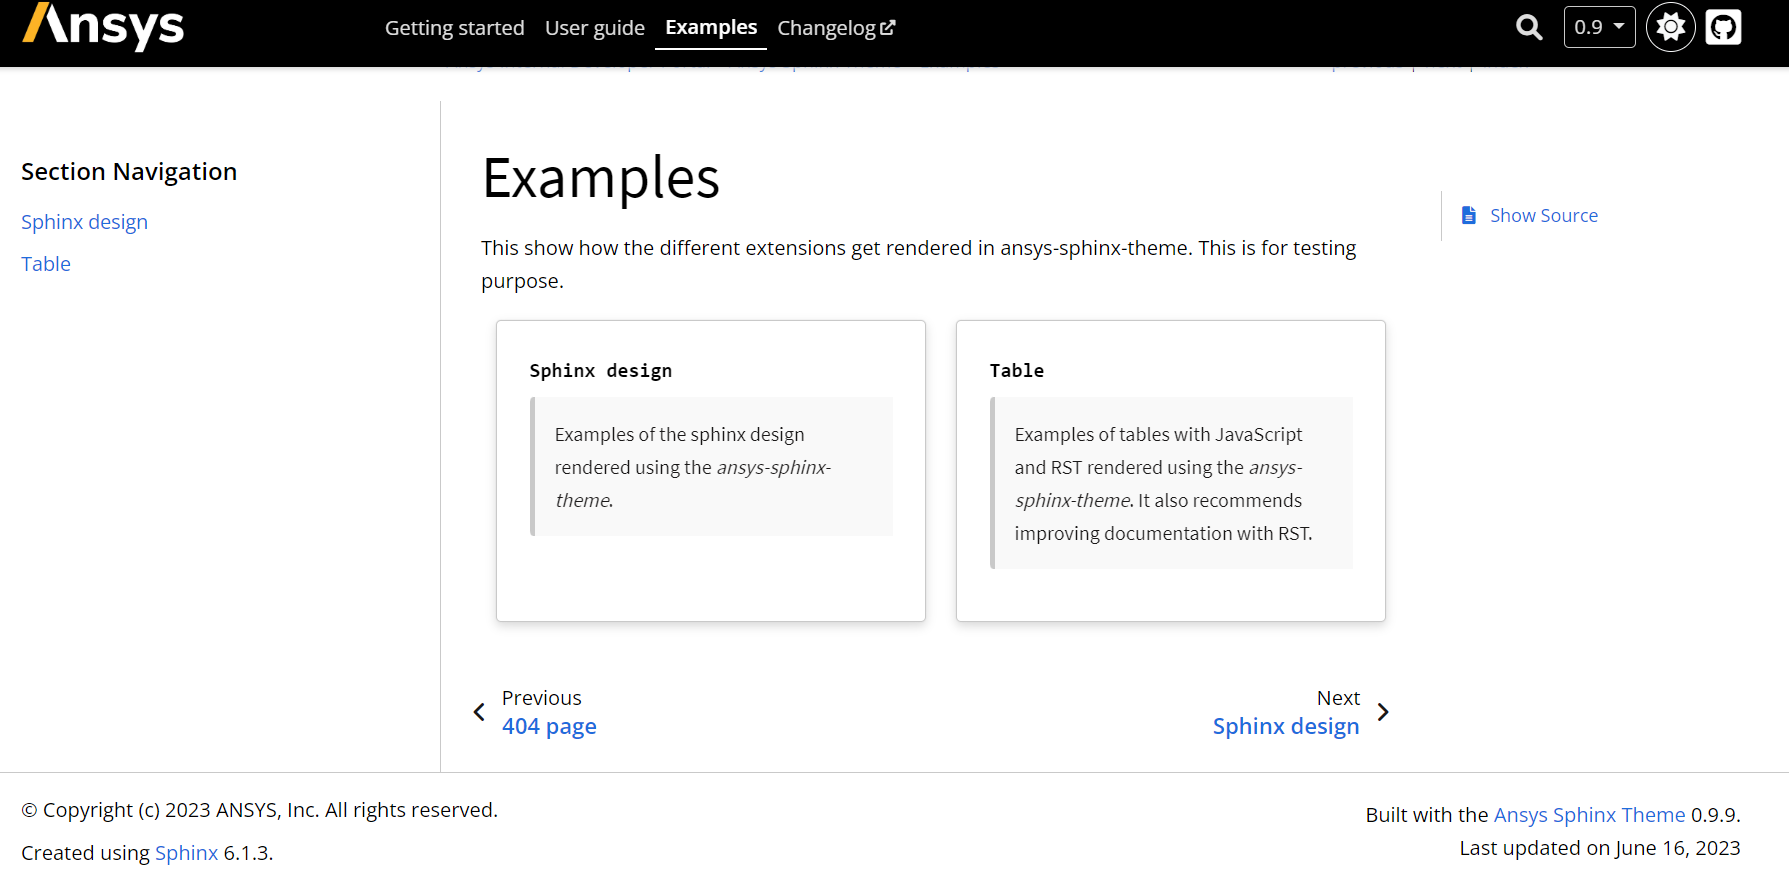 Ansys
Getting started User guide Examples Changelog
0.9
Section Navigation
Sphinx design
Table
Examples
This show how the different extensions get rendered in ansys-sphinx-theme. This is for testing
purpose.
Show Source
Sphinx design
Examples of the sphinx design
rendered using the ansys-sphinx-
theme.
Table
Examples of tables with JavaScript
and RST rendered using the ansys-
sphinx-theme. It also recommends
improving documentation with RST.
Previous
404 page
Next
Sphinx design
© Copyright (c) 2023 ANSYS, Inc. All rights reserved.
Created using Sphinx 6.1.3.
Built with the Ansys Sphinx Theme 0.9.9.
Last updated on June 16, 2023